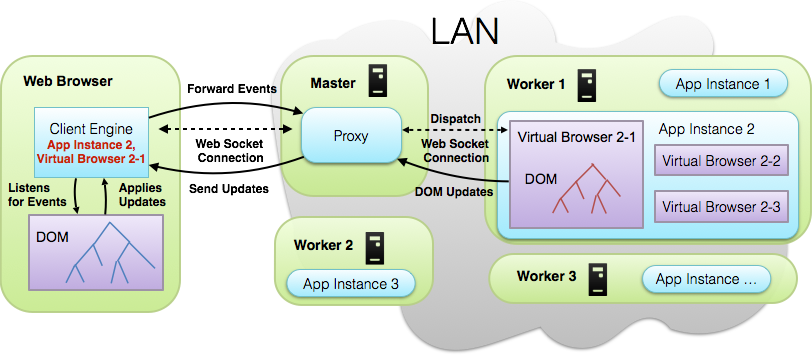 LAN
Web Browser
Client Engine
App Instance 2,
Virtual Browser 2-1
Listens
for Events
Applies
Updates
DOM
Forward Events
Web Socket
Connection
Send Updates
Master
Proxy
Dispatch
Web Socket
Connection
DOM Updates
Worker 1
App Instance 1
App Instance 2
Virtual Browser 2-1
DOM
Virtual Browser 2-2
Virtual Browser 2-3
Worker 2
App Instance 3
Worker 3
App Instance ...